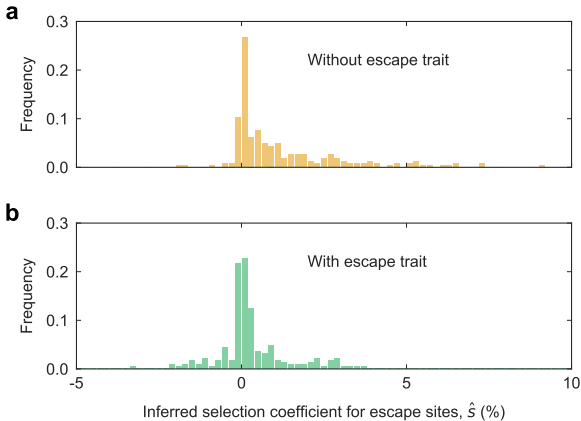 a
0.3
0.2
0.1
0.0
Frequency
Without escape trait
b
0.3
0.2
0.1
0.0
Frequency
With escape trait
-5 0 5 10
Inferred selection coefficient for escape sites, ŝ (%)